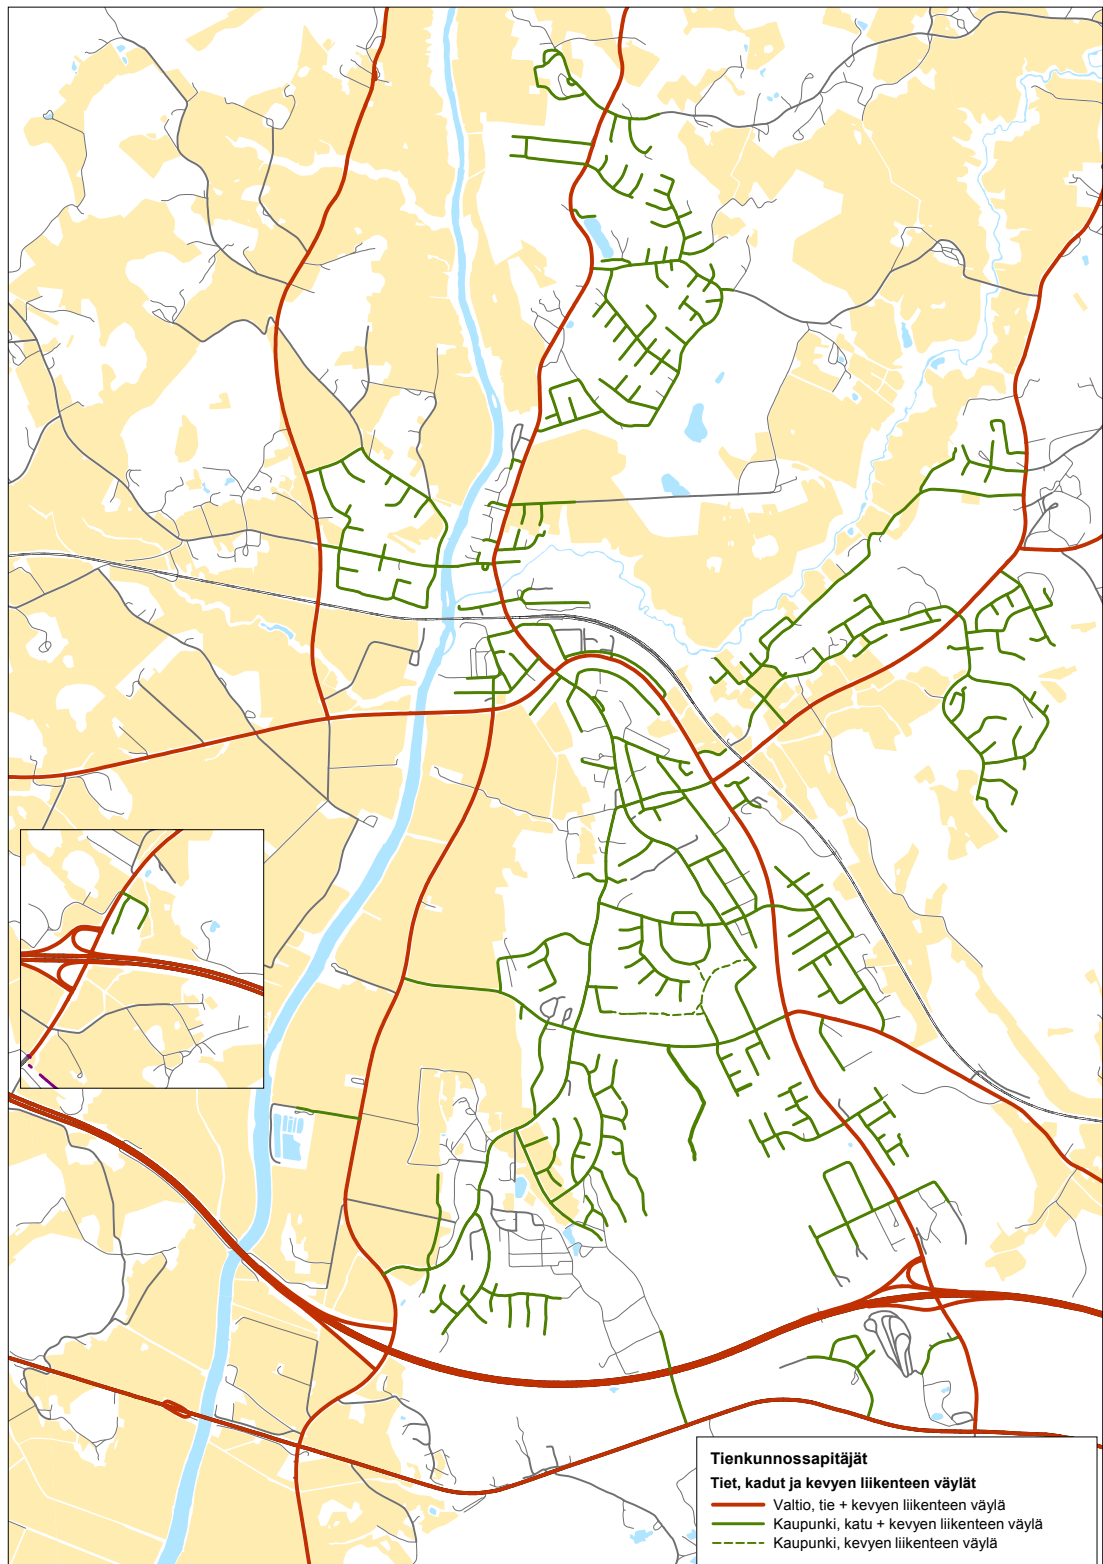 Tienkunnossapitäjät
Tiet, kadut ja kevyen liikenteen väylät
Valtio, tie + kevyen liikenteen väylä
Kaupunki, katu + kevyen liikenteen väylä
Kaupunki, kevyen liikenteen väylä